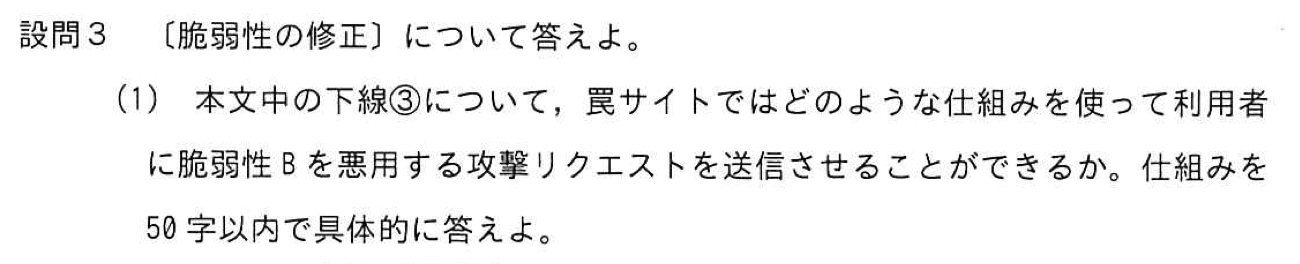 設問3 〔脆弱性の修正〕について答えよ。
(1) 本文中の下線③について，罠サイトではどのような仕組みを使って利用者
に脆弱性Bを悪用する攻撃リクエストを送信させることができるか。仕組みを
50字以内で具体的に答えよ。